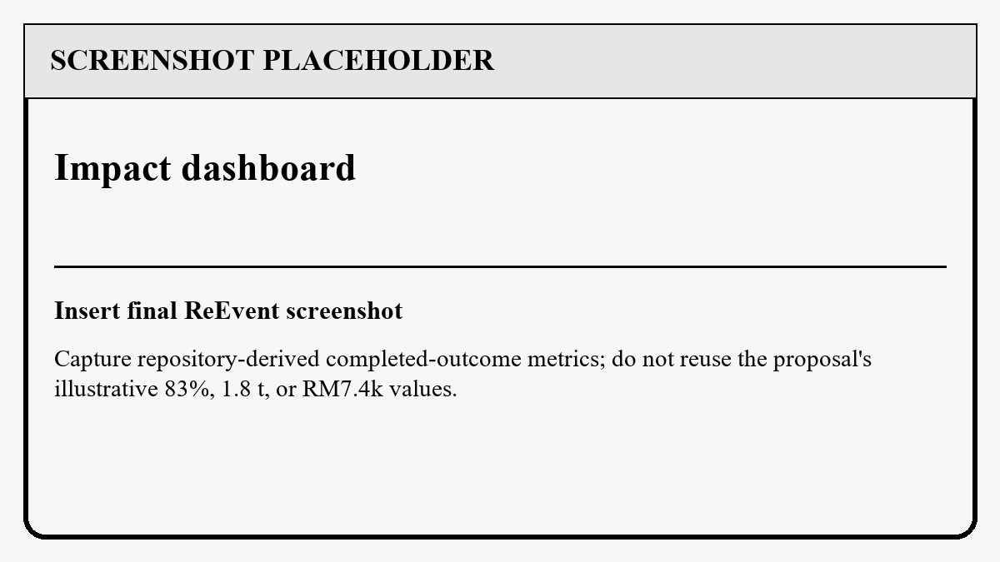 SCREENSHOT PLACEHOLDER
Impact dashboard
Insert final ReEvent screenshot
Capture repository-derived completed-outcome metrics; do not reuse the proposal's
illustrative 83%, 1.8 t, or RM7.4k values.